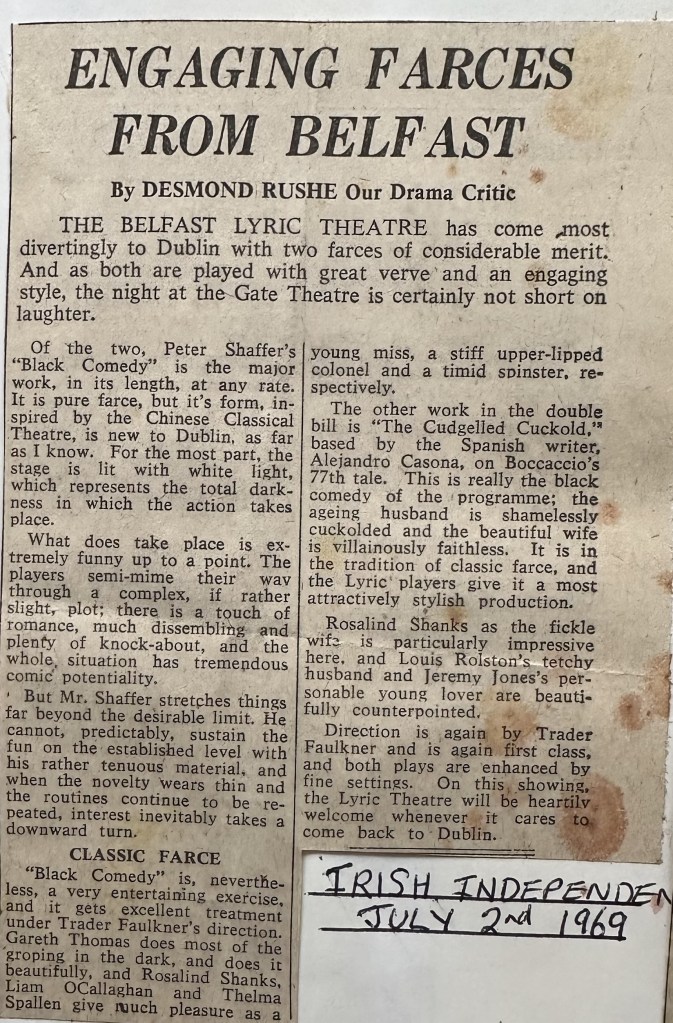 ENGAGING FARCES
FROM BELFAST
By DESMOND RUSHE Our Drama Critic
THE BELFAST LYRIC THEATRE has come most
divertingly to Dublin with two farces of considerable merit.
And as both are played with great verve and an engaging
style, the night at the Gate Theatre is certainly not short on
laughter.
Of the two, Peter Shaffer's
"Black Comedy" is the major
work, in its length, at any rate.
It is pure farce, but it's form, in-
spired by the Chinese Classical
Theatre, is new to Dublin, as far
as I know. For the most part, the
stage is lit with white light,
which represents the total dark-
ness in which the action takes
place.
What does take place is ex-
tremely funny up to a point. The
players semi-mime their way
through a complex, if rather
slight, plot; there is a touch of
romance, much dissembling and
plenty of knock-about, and the
whole situation has tremendous
comic potentiality.
But Mr. Shaffer stretches things
far beyond the desirable limit. He
cannot, predictably, sustain the
fun on the established level with
his rather tenuous material, and
when the novelty wears thin and
the routines continue to be re-
peated, interest inevitably takes a
downward turn.
CLASSIC FARCE
"Black Comedy" is, neverthe-
less, a very entertaining exercise,
and it gets excellent treatment
under Trader Faulkner's direction.
Gareth Thomas does most of the
groping in the dark, and does it
beautifully, and Rosalind Shanks,
Liam OCallaghan and Thelma
Spallen give much pleasure as a
young miss, a stiff upper-lipped
colonel and a timid spinster, re-
spectively.
The other work in the double
bill is "The Cudgelled Cuckold,"
based by the Spanish writer,
Alejandro Casona, on Boccaccio's
77th tale. This is really the black
comedy of the programme; the
ageing husband is shamelessly
cuckolded and the beautiful wife
is villainously faithless. It is in
the tradition of classic farce, and
the Lyric players give it a most
attractively stylish production.
Rosalind Shanks as the fickle
wife is particularly impressive
here, and Louis Rolston's tetchy
husband and Jeremy Jones's per-
sonable young lover are beauti-
fully counterpointed.
Direction is again by Trader
Faulkner and is again first class,
and both plays are enhanced by
fine settings. On this showing,
the Lyric Theatre will be heartily
welcome whenever it cares to
come back to Dublin.
IRISH INDEPENDEN
JULY 2nd 1969